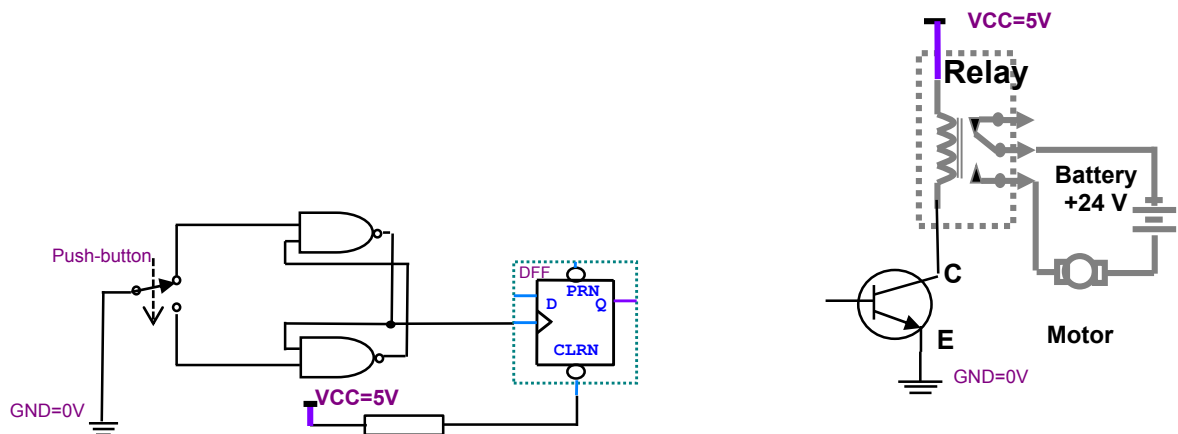 VCC=5V
Relay
Battery
+24 V
Push-button
DFF
PRN
D
Q
CLRN
C
E
Motor
GND=0V
VCC=5V
GND=0V